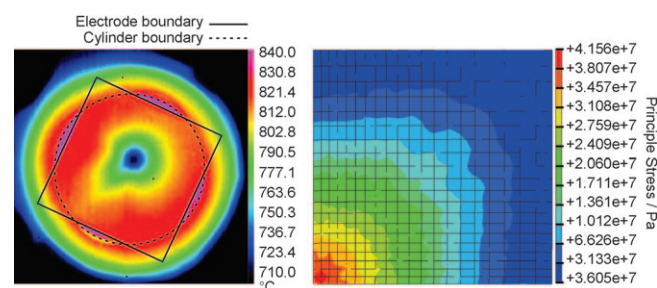 Electrode boundary
Cylinder boundary
840.0
830.8
821.4
812.0
802.8
790.5
777.1
763.6
750.3
736.7
723.4
710.0
°C
+4.156e+7
+3.807e+7
+3.457e+7
+3.108e+7
+2.759e+7
+2.409e+7
+2.060e+7
+1.711e+7
+1.361e+7
+1.012e+7
+6.626e+7
+3.133e+7
+3.605e+7
Principle Stress / Pa